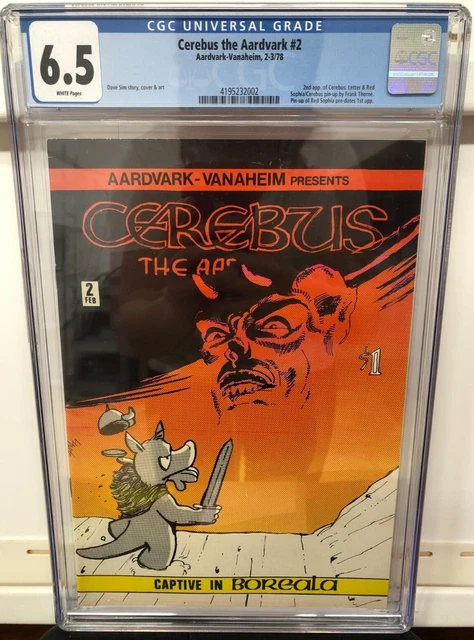 CGC UNIVERSAL GRADE
6.5
WHITE Pages
Cerebus the Aardvark #2
Aardvark-Vanaheim, 2-3/78
Dave Sim story, cover & art
4195232002
2nd app. of Cerebus. Letter & Red
Sophia/Cerebus pin-up by Frank Thorne.
Pin-up of Red Sophia pre-dates 1st app.
CGC
AARDVARK-VANAHEIM PRESENTS
CEREBUS
THE AAR
2
FEB
$1
CAPTIVE IN BOREALA